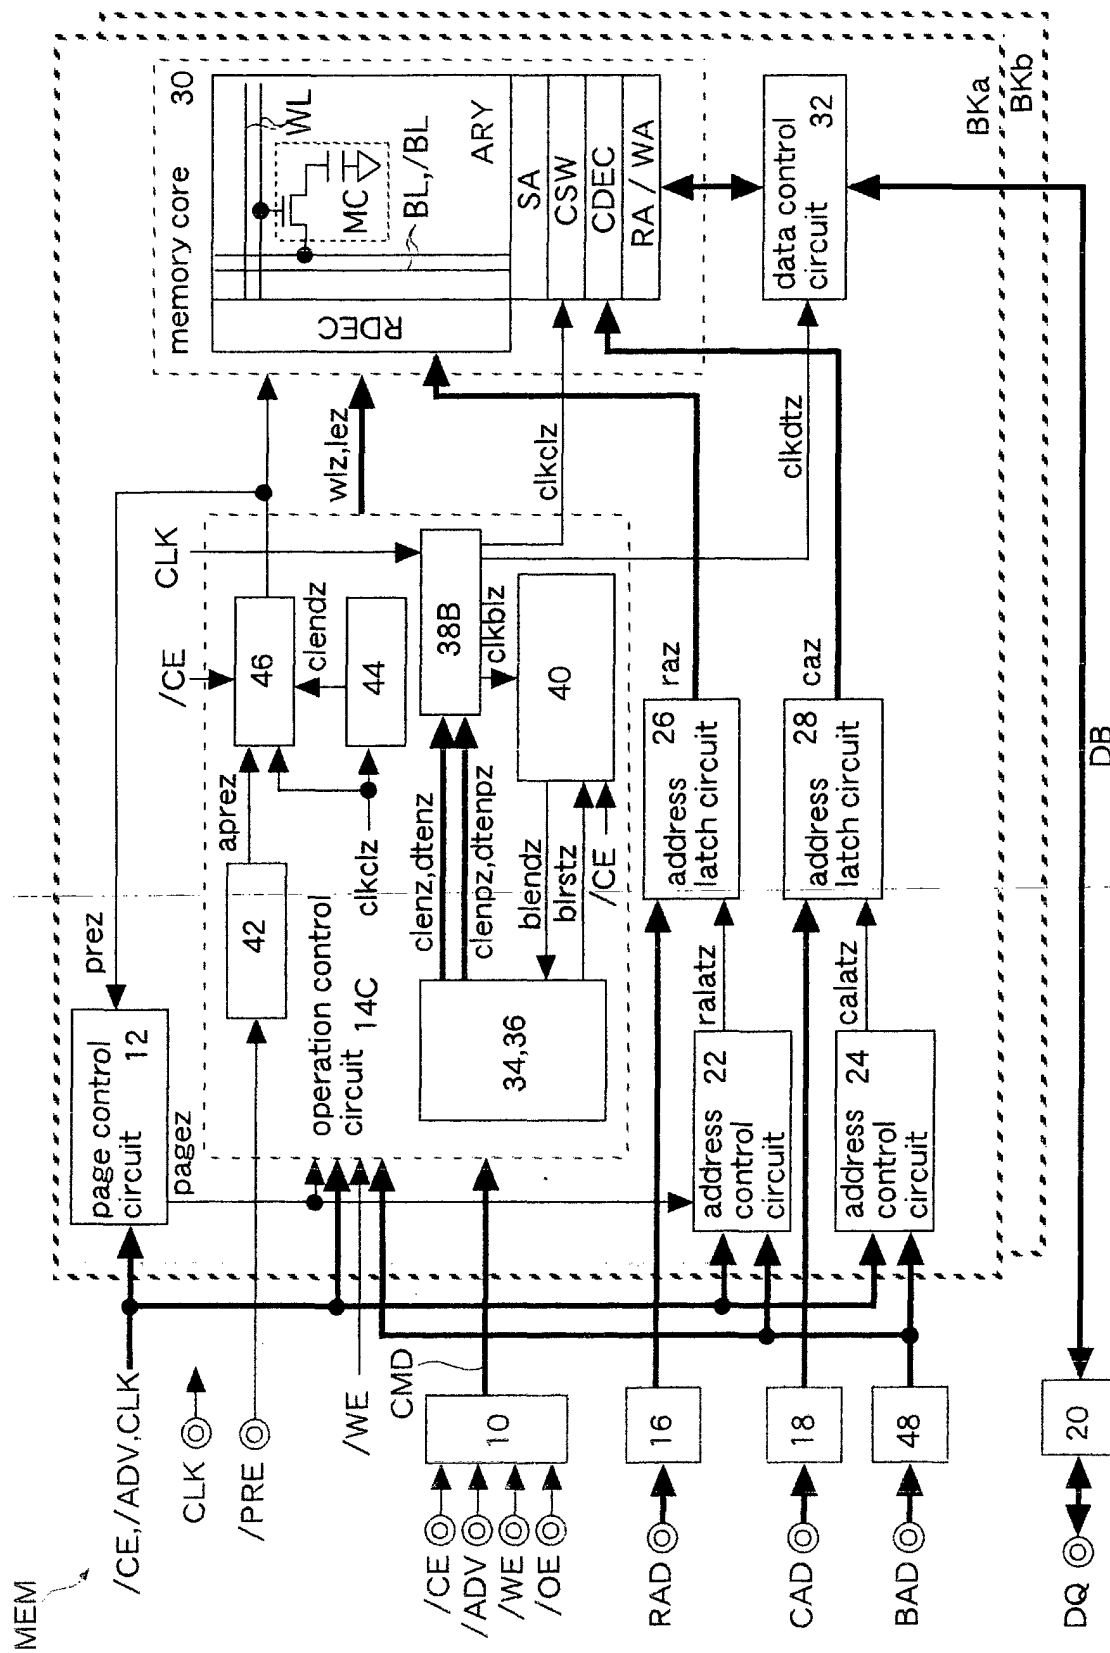 MEM
/CE,/ADV,CLK
CLK
/PRE
/WE
CMD
/CE
/ADV
/WE
/OE
10
RAD
16
CAD
18
BAD
48
DQ
20
DB
page control
circuit 12
pagez
prez
operation control
circuit 14C
42
aprez
/CE
46
clendz
44
clkclz
CLK
34,36
clenz,dtenz
clenpz,dtenpz
38B
clkblz
40
blendz
blrstz
/CE
wlz,lez
clkclz
clkdtz
address 22
control
circuit
ralatz
address 24
control
circuit
calatz
26
address
latch circuit
raz
28
address
latch circuit
caz
memory core 30
RDEC
WL
MC
BL,/BL
ARY
SA
CSW
CDEC
RA / WA
data control
circuit 32
BKa
BKb